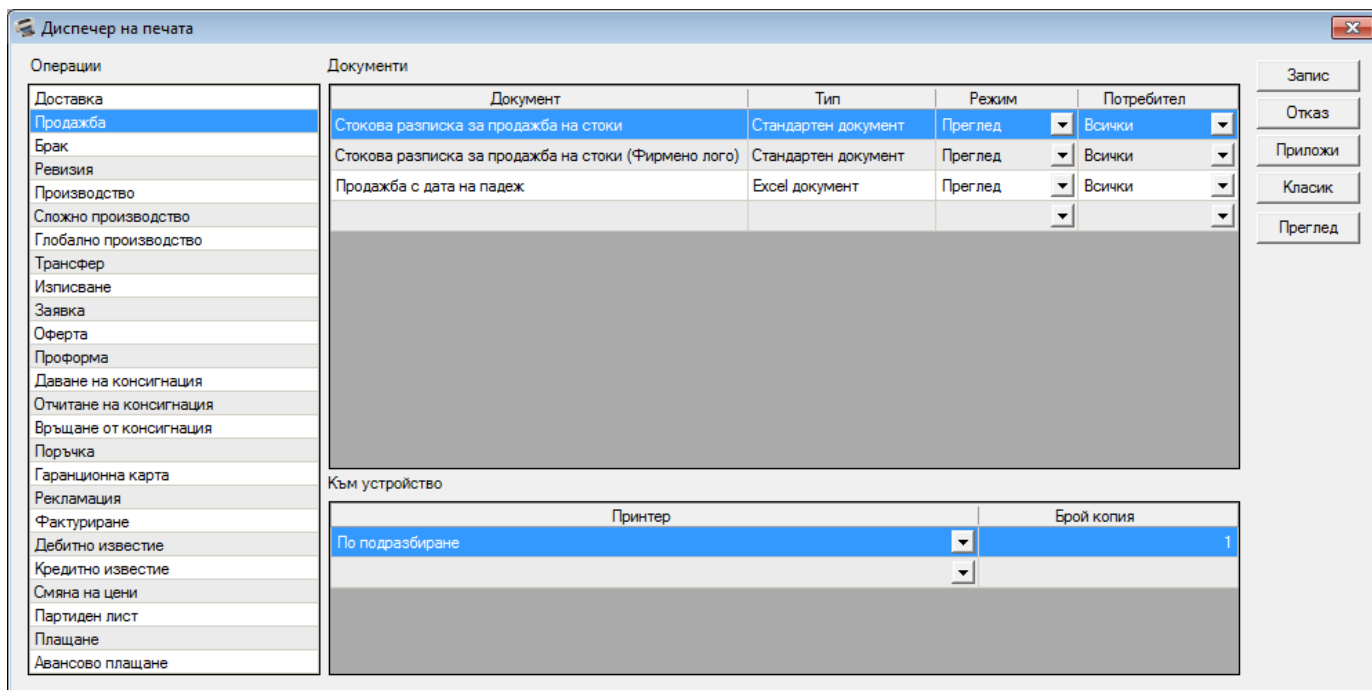 Диспечер на печата
Операции
Доставка
Продажба
Брак
Ревизия
Производство
Сложно производство
Глобално производство
Трансфер
Изписване
Заявка
Оферта
Проформа
Даване на консигнация
Отчитане на консигнация
Връщане от консигнация
Поръчка
Гаранционна карта
Рекламация
Фактуриране
Дебитно известие
Кредитно известие
Смяна на цени
Партиден лист
Плащане
Авансово плащане
Документи
Документ Тип Режим Потребител
Стокова разписка за продажба на стоки Стандартен документ Преглед Всички
Стокова разписка за продажба на стоки (Фирмено лого) Стандартен документ Преглед Всички
Продажба с дата на падеж Excel документ Преглед Всички
Към устройство
Принтер Брой копия
По подразбиране 1
Запис
Отказ
Приложи
Класик
Преглед